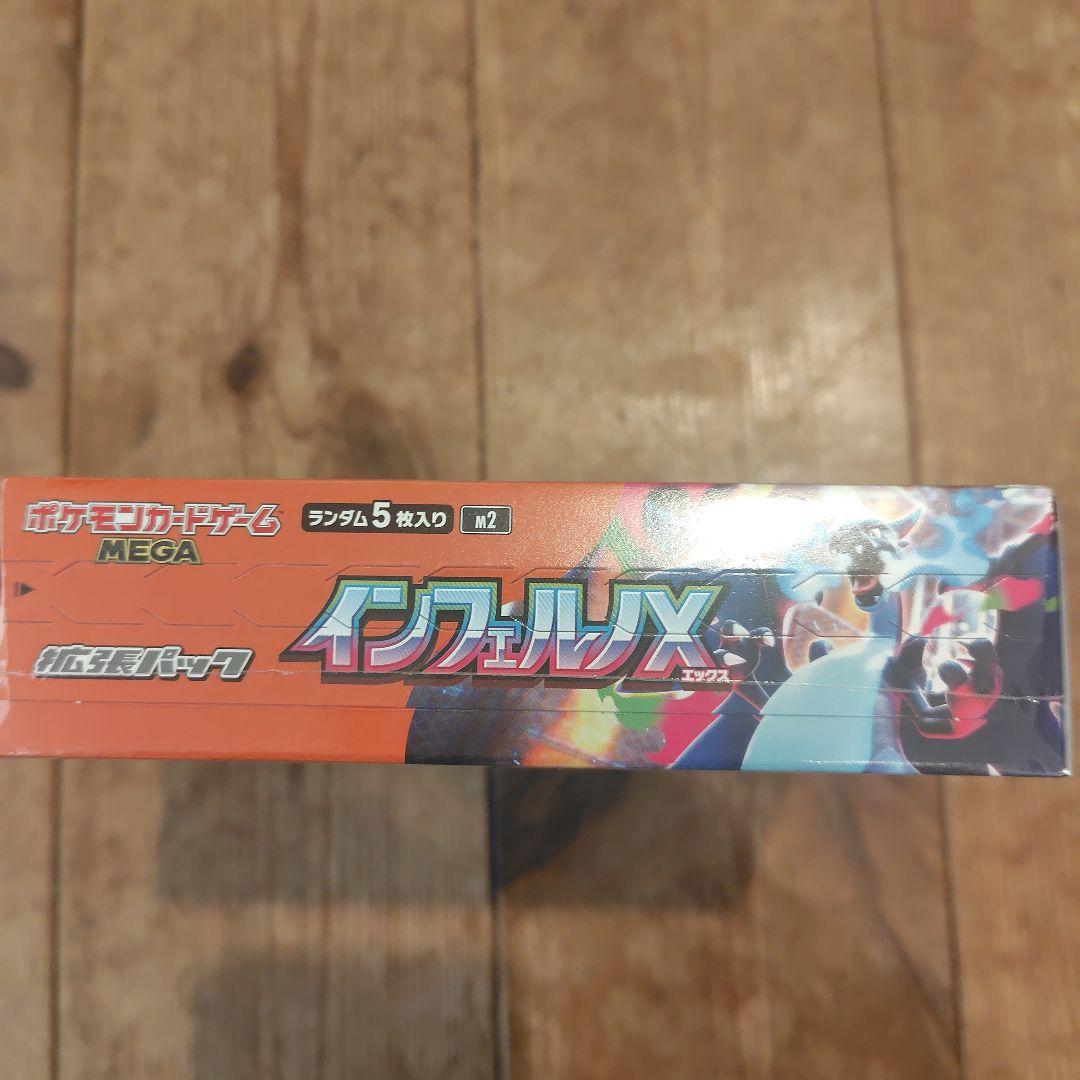 ポケモンカードゲーム
MEGA
ランダム5枚入り
m2
拡張パック
インフェルノX
エックス